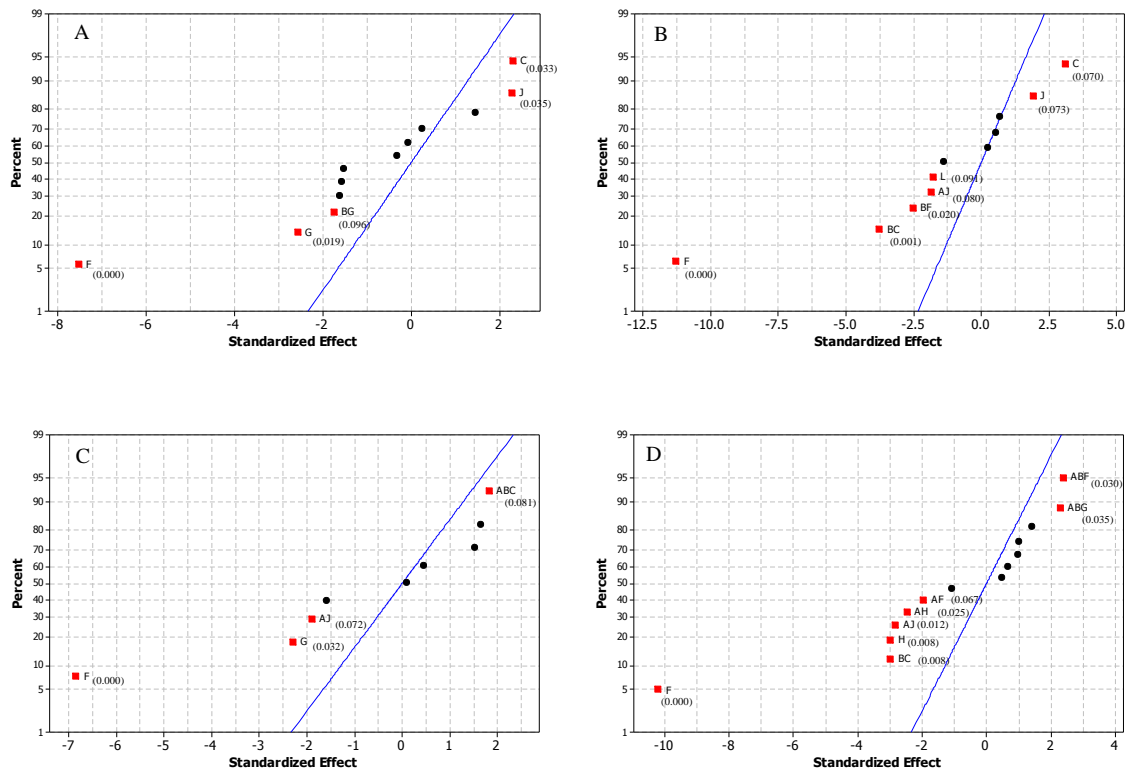 A
99
95
90
80
70
60
50
40
30
20
10
5
1
Percent
C
(0.033)
J
(0.035)
BG
(0.096)
G
(0.019)
F
(0.000)
-8 -6 -4 -2 0 2
Standardized Effect
B
99
95
90
80
70
60
50
40
30
20
10
5
1
Percent
C
(0.070)
J
(0.073)
L (0.091)
AJ
(0.080)
BF
(0.020)
BC
(0.001)
F
(0.000)
-12.5 -10.0 -7.5 -5.0 -2.5 0.0 2.5 5.0
Standardized Effect
C
99
95
90
80
70
60
50
40
30
20
10
5
1
Percent
ABC
(0.081)
AJ
(0.072)
G
(0.032)
F (0.000)
-7 -6 -5 -4 -3 -2 -1 0 1 2
Standardized Effect
D
99
95
90
80
70
60
50
40
30
20
10
5
1
Percent
ABF
(0.030)
ABG
(0.035)
AF (0.067)
AH
(0.025)
AJ (0.012)
H (0.008)
BC (0.008)
F
(0.000)
-10 -8 -6 -4 -2 0 2 4
Standardized Effect